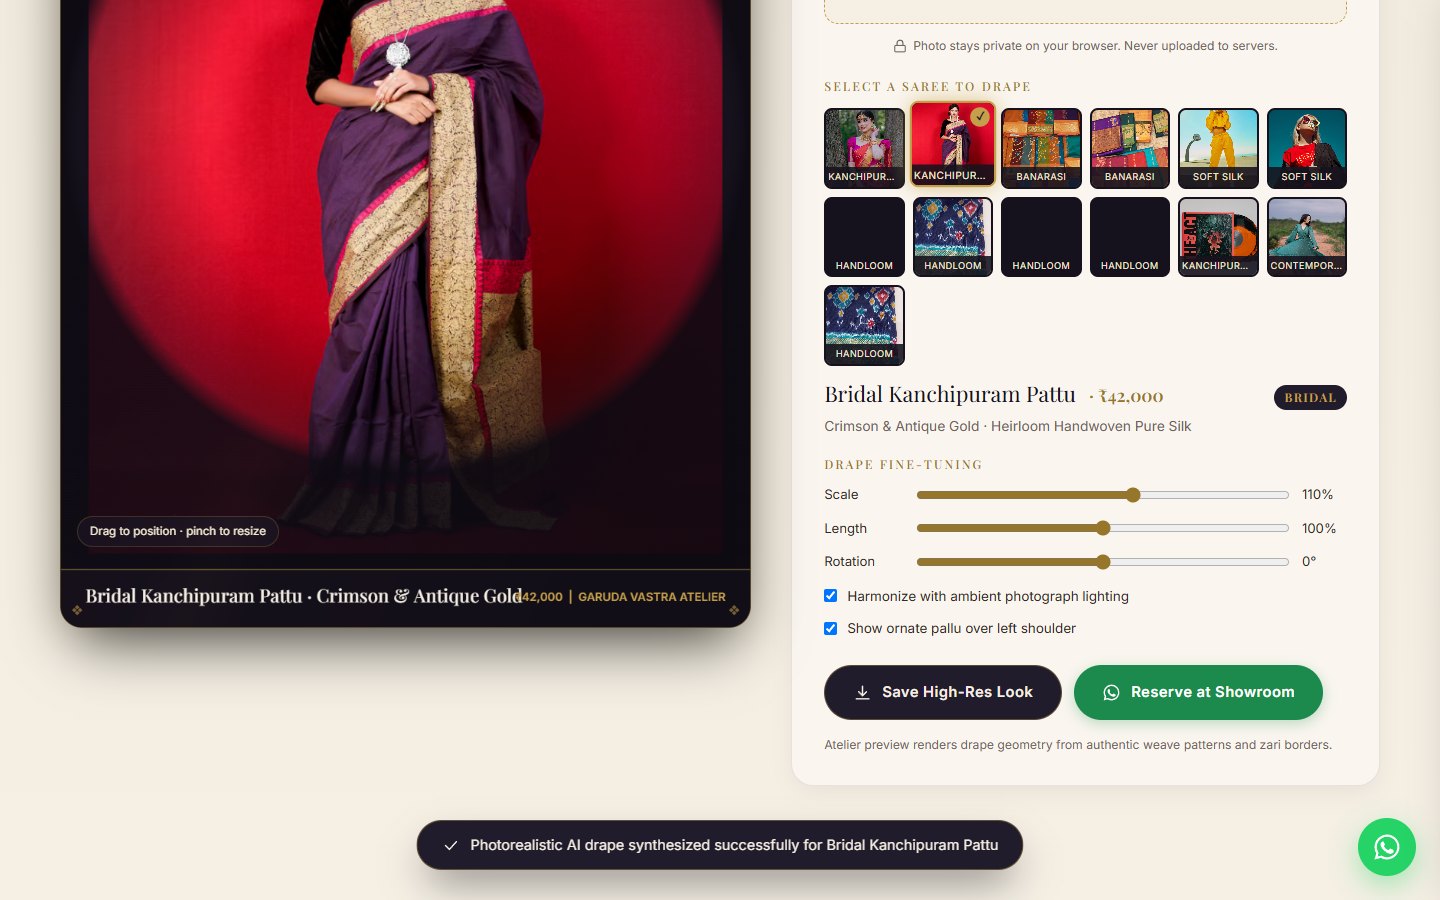 Photo stays private on your browser. Never uploaded to servers.
SELECT A SAREE TO DRAPE
KANCHIPUR...
KANCHIPUR...
BANARASI
BANARASI
SOFT SILK
SOFT SILK
HANDLOOM
HANDLOOM
HANDLOOM
HANDLOOM
KANCHIPUR...
CONTEMPOR...
HANDLOOM
Bridal Kanchipuram Pattu · ₹42,000
BRIDAL
Crimson & Antique Gold · Heirloom Handwoven Pure Silk
DRAPE FINE-TUNING
Scale 110%
Length 100%
Rotation 0°
Harmonize with ambient photograph lighting
Show ornate pallu over left shoulder
Save High-Res Look
Reserve at Showroom
Atelier preview renders drape geometry from authentic weave patterns and zari borders.
Drag to position · pinch to resize
Bridal Kanchipuram Pattu · Crimson & Antique Gold
42,000 | GARUDA VASTRA ATELIER
Photorealistic AI drape synthesized successfully for Bridal Kanchipuram Pattu